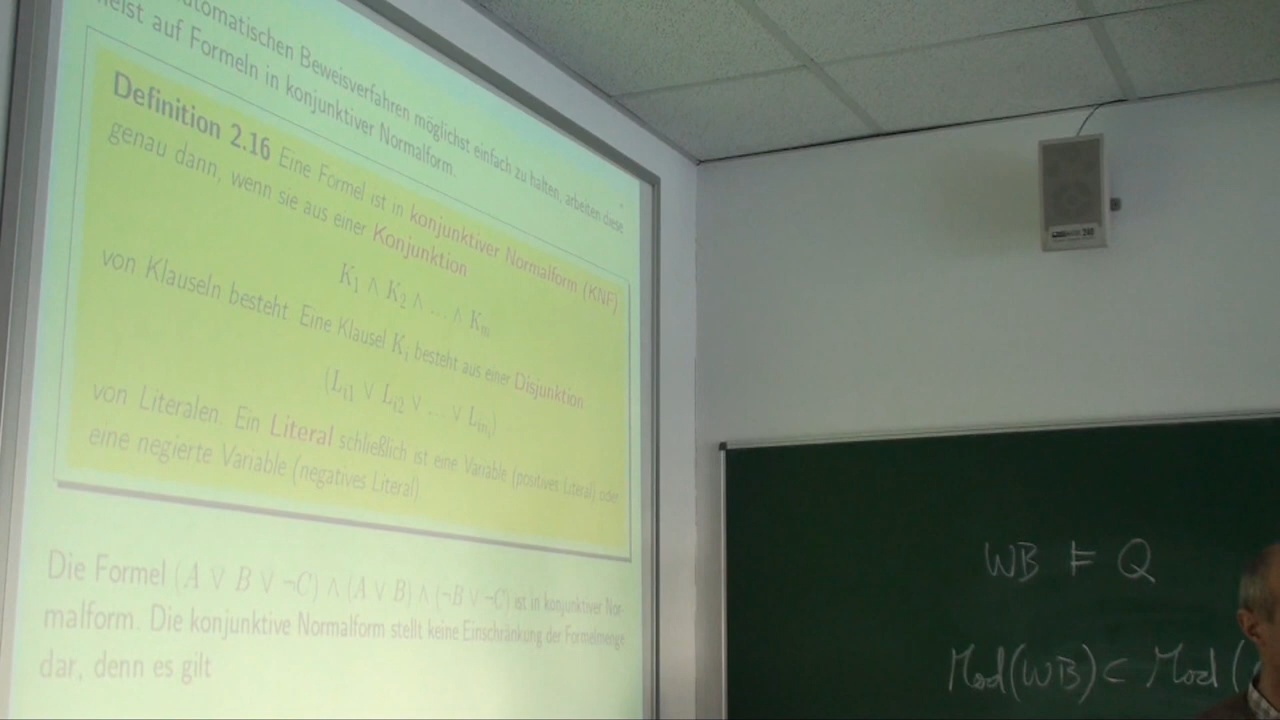 automatischen Beweisverfahren möglichst einfach zu halten, arbeiten diese
meist auf Formeln in konjunktiver Normalform.
Definition 2.16 Eine Formel ist in konjunktiver Normalform (KNF)
genau dann, wenn sie aus einer Konjunktion
K₁ ∧ K₂ ∧ … ∧ Kₘ
von Klauseln besteht. Eine Klausel Kᵢ besteht aus einer Disjunktion
(Lᵢ₁ ∨ Lᵢ₂ ∨ … ∨ Lᵢₙᵢ)
von Literalen. Ein Literal schließlich ist eine Variable (positives Literal) oder
eine negierte Variable (negatives Literal)
Die Formel (A ∨ B ∨ ¬C) ∧ (A ∨ B) ∧ (¬B ∨ ¬C) ist in konjunktiver Nor-
malform. Die konjunktive Normalform stellt keine Einschränkung der Formelmenge
dar, denn es gilt
WB ⊨ Q
Mod(WB) ⊂ Mod (